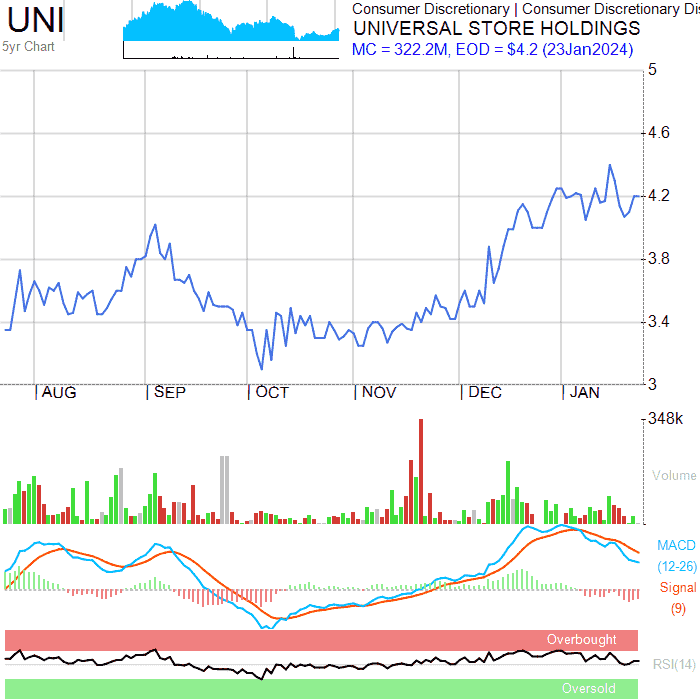 UNI
5yr Chart
Consumer Discretionary | Consumer Discretionary Dis
UNIVERSAL STORE HOLDINGS
MC = 322.2M, EOD = $4.2 (23Jan2024)
5
4.6
4.2
3.8
3.4
3
| AUG | SEP | OCT | NOV | DEC | JAN
348k
Volume
MACD
(12-26)
Signal
(9)
Overbought
RSI(14)
Oversold